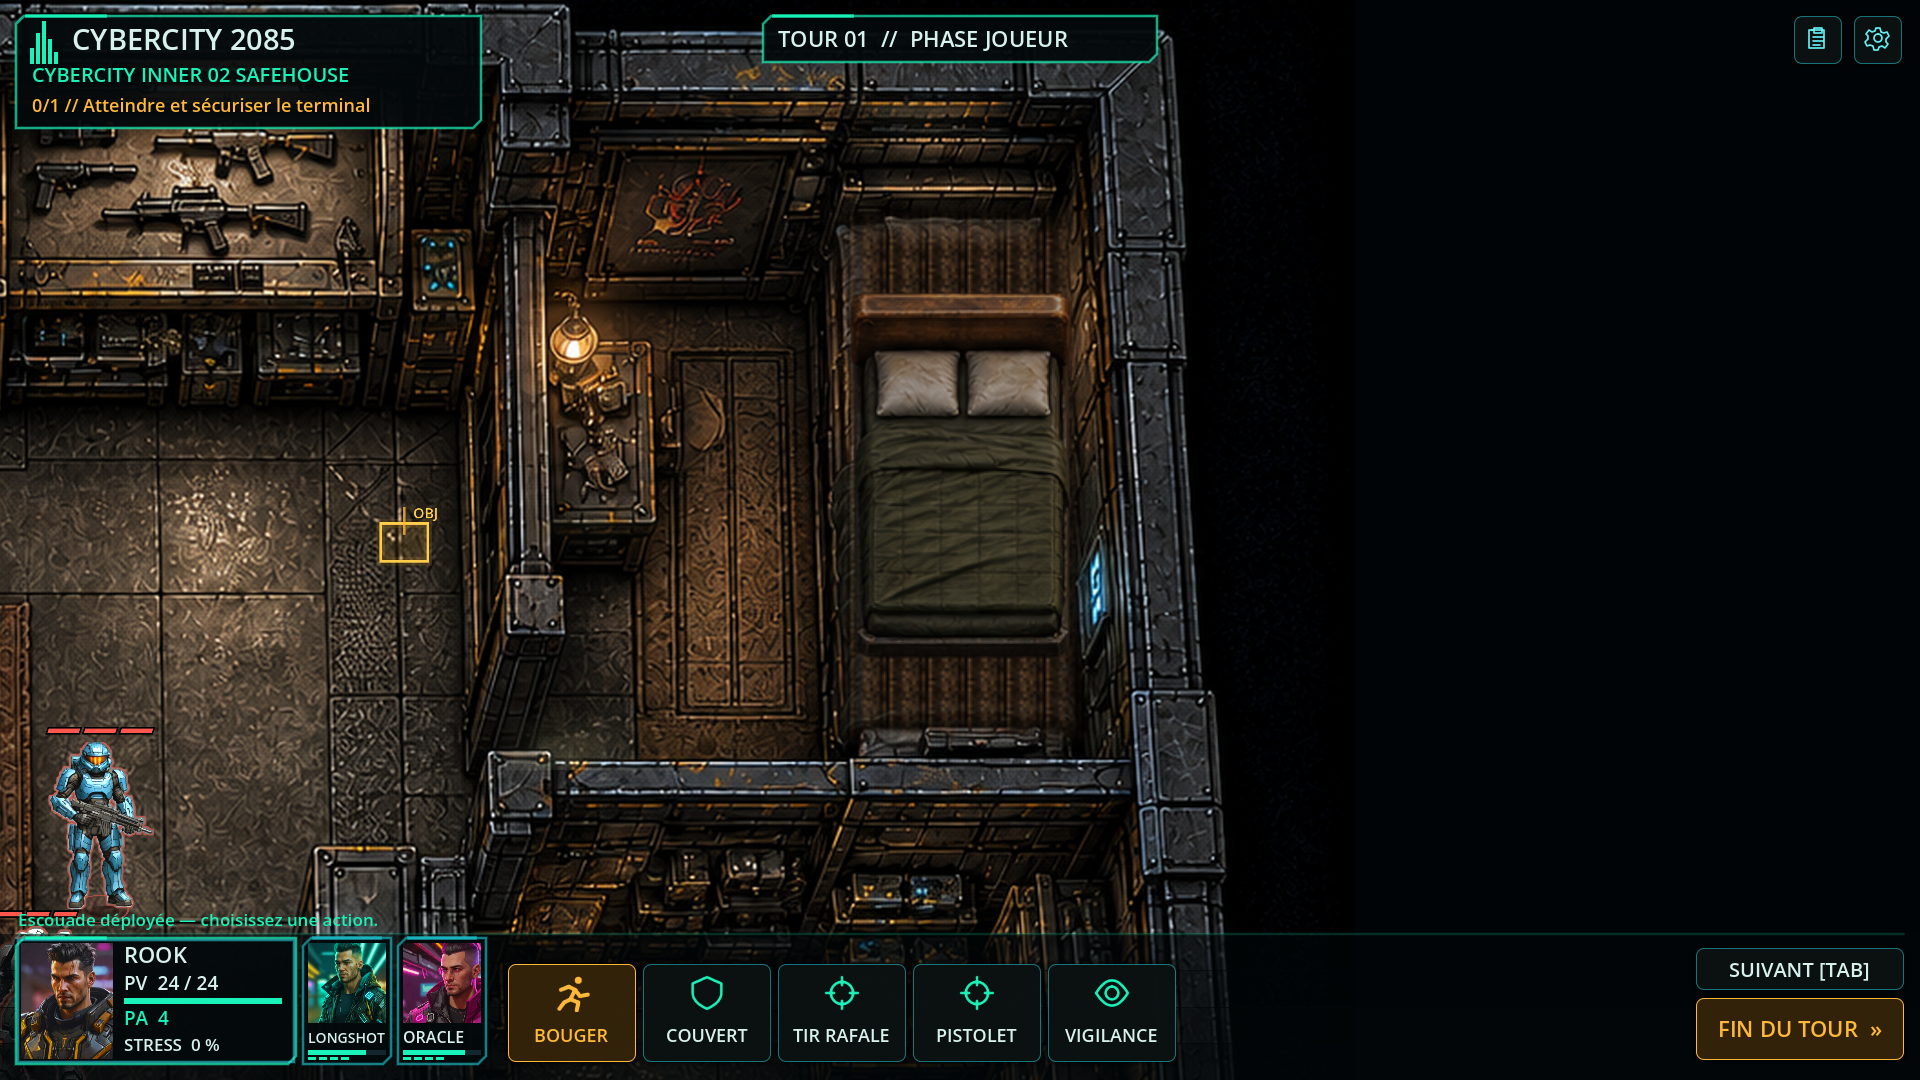 CYBERCITY 2085
CYBERCITY INNER 02 SAFEHOUSE
0/1 // Atteindre et sécuriser le terminal
TOUR 01 // PHASE JOUEUR
OBJ
Escouade déployée — choisissez une action.
ROOK
PV 24 / 24
PA 4
STRESS 0 %
LONGSHOT
ORACLE
BOUGER
COUVERT
TIR RAFALE
PISTOLET
VIGILANCE
SUIVANT [TAB]
FIN DU TOUR »